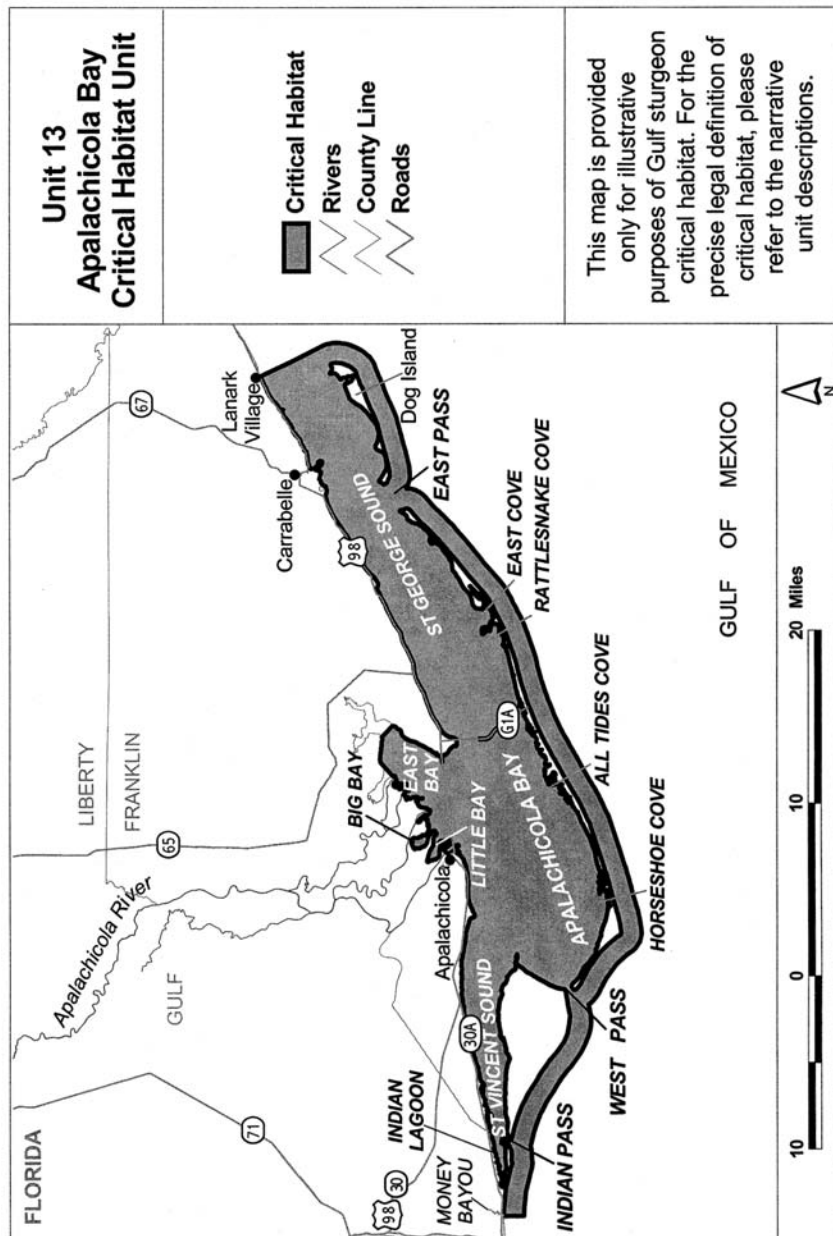 Unit 13
Apalachicola Bay
Critical Habitat Unit
Critical Habitat
Rivers
County Line
Roads
This map is provided
only for illustrative
purposes of Gulf sturgeon
critical habitat. For the
precise legal definition of
critical habitat, please
refer to the narrative
unit descriptions.
FLORIDA
LIBERTY
FRANKLIN
GULF
Apalachicola River
71
65
67
98
30
30A
98
G1A
Lanark
Village
Carrabelle
Apalachicola
Dog Island
MONEY
BAYOU
INDIAN
LAGOON
BIG BAY
EAST
BAY
LITTLE BAY
ST VINCENT SOUND
APALACHICOLA BAY
ST GEORGE SOUND
INDIAN PASS
WEST PASS
HORSESHOE COVE
ALL TIDES COVE
RATTLESNAKE COVE
EAST COVE
EAST PASS
GULF OF MEXICO
10
0
10
20
Miles
N